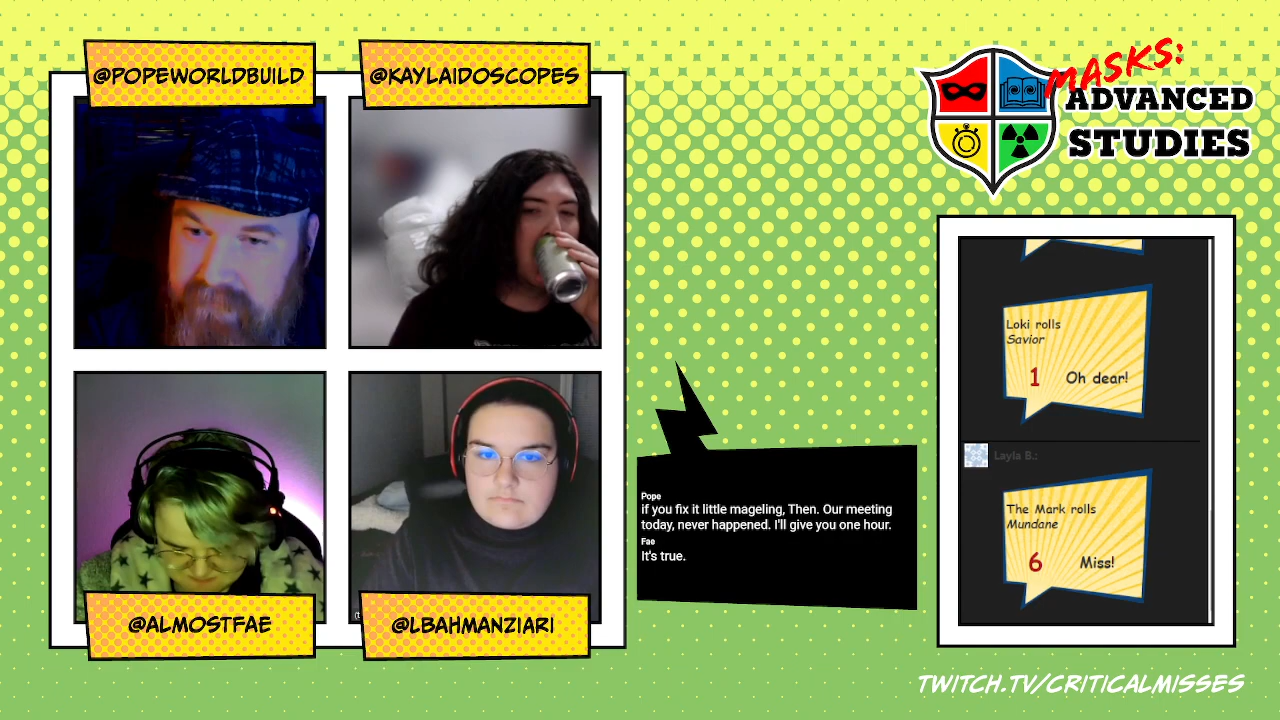 @POPEWORLDBUILD
@KAYLAIDOSCOPES
@ALMOSTFAE
@LBAHMANZIARI
MASKS:
ADVANCED
STUDIES
Pope
if you fix it little mageling, Then. Our meeting
today, never happened. I'll give you one hour.
Fae
It's true.
Loki rolls
Savior
1 Oh dear!
Layla B.:
The Mark rolls
Mundane
6 Miss!
TWITCH.TV/CRITICALMISSES